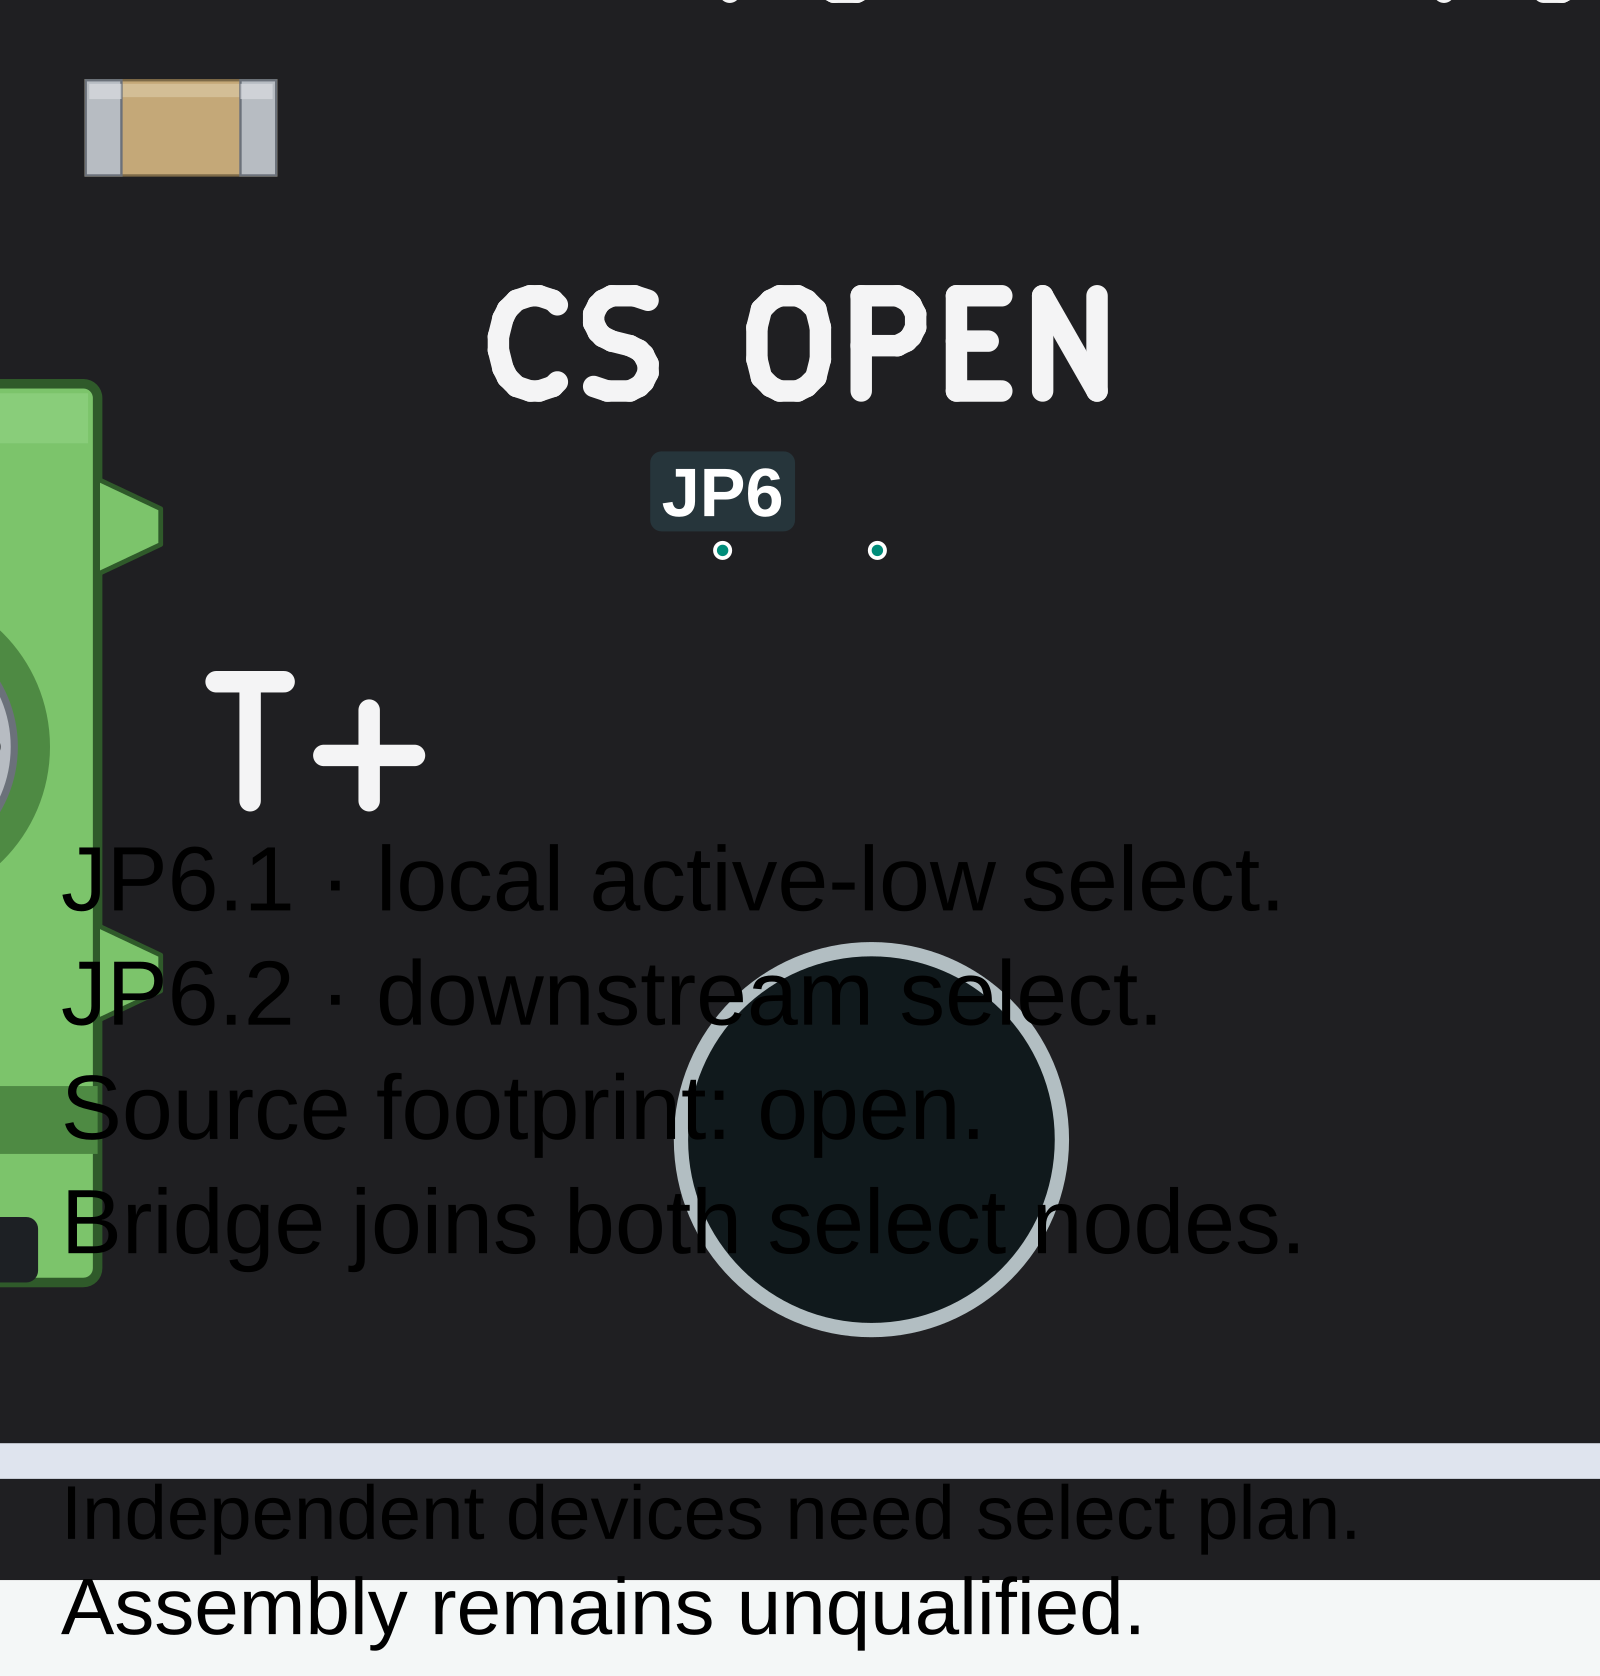 CS OPEN
JP6
T+
JP6.1 · local active-low select.
JP6.2 · downstream select.
Source footprint: open.
Bridge joins both select nodes.
Independent devices need select plan.
Assembly remains unqualified.